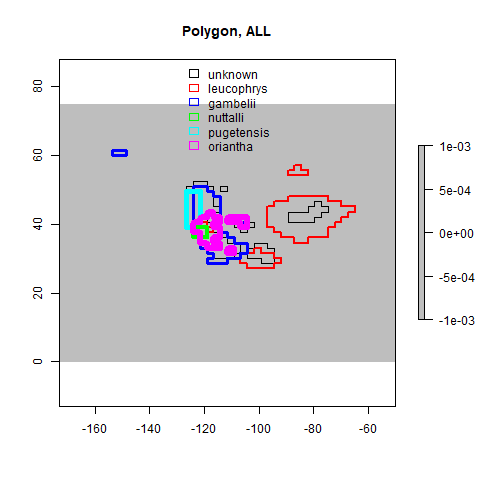 Polygon, ALL
unknown
leucophrys
gambelii
nuttalli
pugetensis
oriantha
80
60
40
20
0
-160 -140 -120 -100 -80 -60
1e-03
5e-04
0e+00
-5e-04
-1e-03